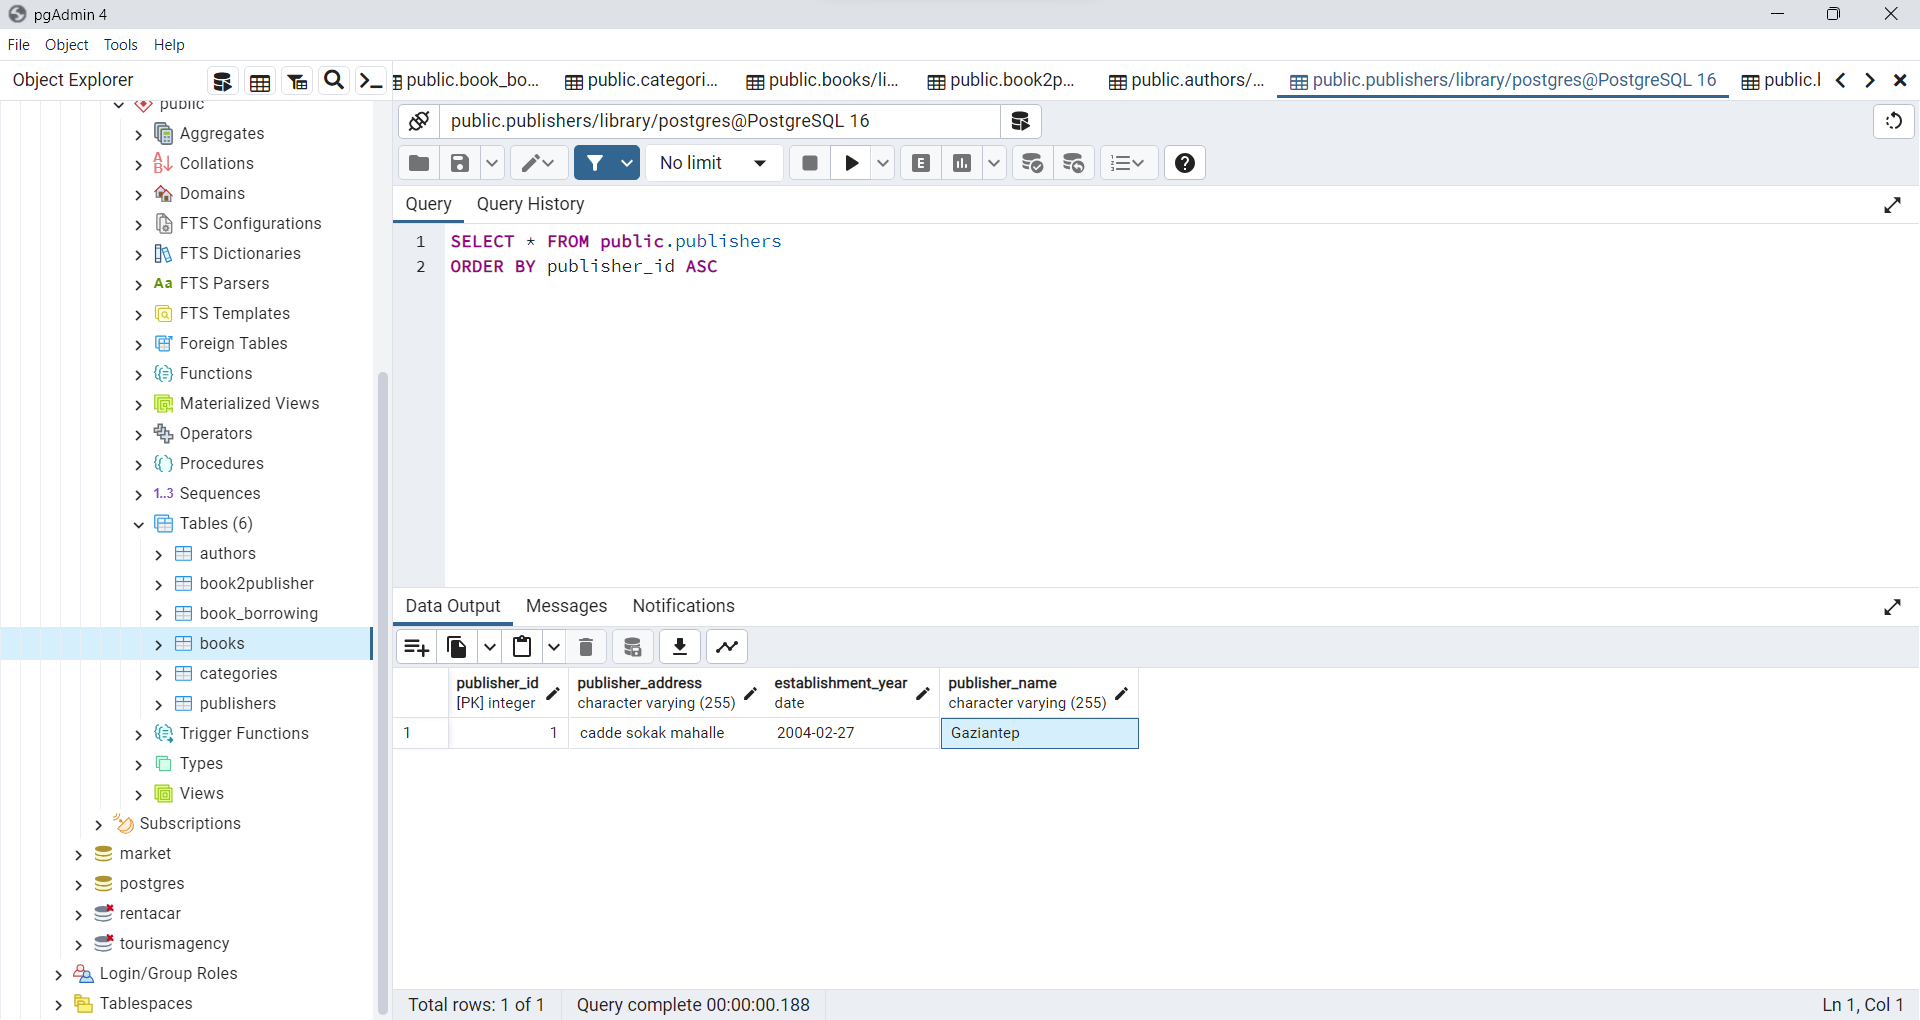 pgAdmin 4
File Object Tools Help
Object Explorer
public.book_bo... public.categori... public.books/li... public.book2p... public.authors/... public.publishers/library/postgres@PostgreSQL 16 public.l
public
Aggregates
Collations
Domains
FTS Configurations
FTS Dictionaries
Aa FTS Parsers
FTS Templates
Foreign Tables
Functions
Materialized Views
Operators
Procedures
1..3 Sequences
Tables (6)
authors
book2publisher
book_borrowing
books
categories
publishers
Trigger Functions
Types
Views
Subscriptions
market
postgres
rentacar
tourismagency
Login/Group Roles
Tablespaces
public.publishers/library/postgres@PostgreSQL 16
No limit
E
Query Query History
1 SELECT * FROM public.publishers
2 ORDER BY publisher_id ASC
Data Output Messages Notifications
publisher_id publisher_address establishment_year publisher_name
[PK] integer character varying (255) date character varying (255)
1 1 cadde sokak mahalle 2004-02-27 Gaziantep
Total rows: 1 of 1 Query complete 00:00:00.188 Ln 1, Col 1